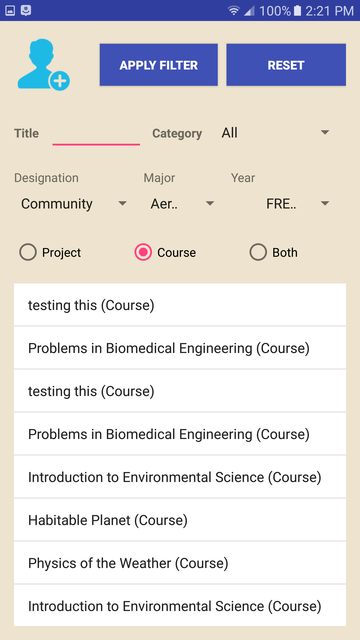 100% 2:21 PM
APPLY FILTER RESET
Title Category All
Designation Major Year
Community Aer.. FRE..
Project Course Both
testing this (Course)
Problems in Biomedical Engineering (Course)
testing this (Course)
Problems in Biomedical Engineering (Course)
Introduction to Environmental Science (Course)
Habitable Planet (Course)
Physics of the Weather (Course)
Introduction to Environmental Science (Course)